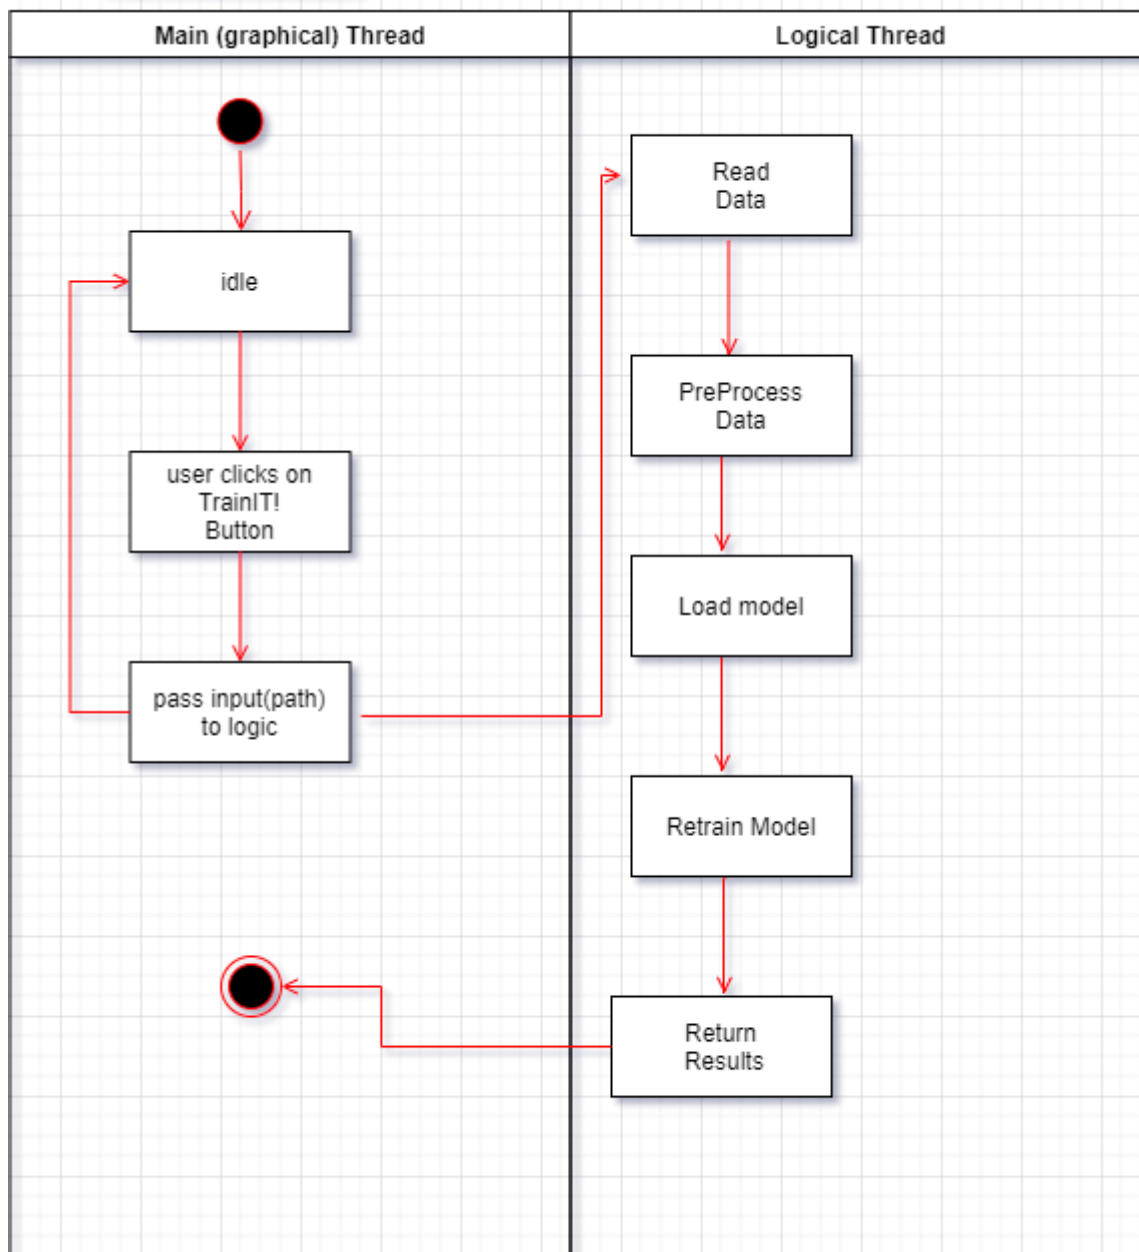 Main (graphical) Thread
Logical Thread
idle
user clicks on
TrainIT!
Button
pass input(path)
to logic
Read
Data
PreProcess
Data
Load model
Retrain Model
Return
Results